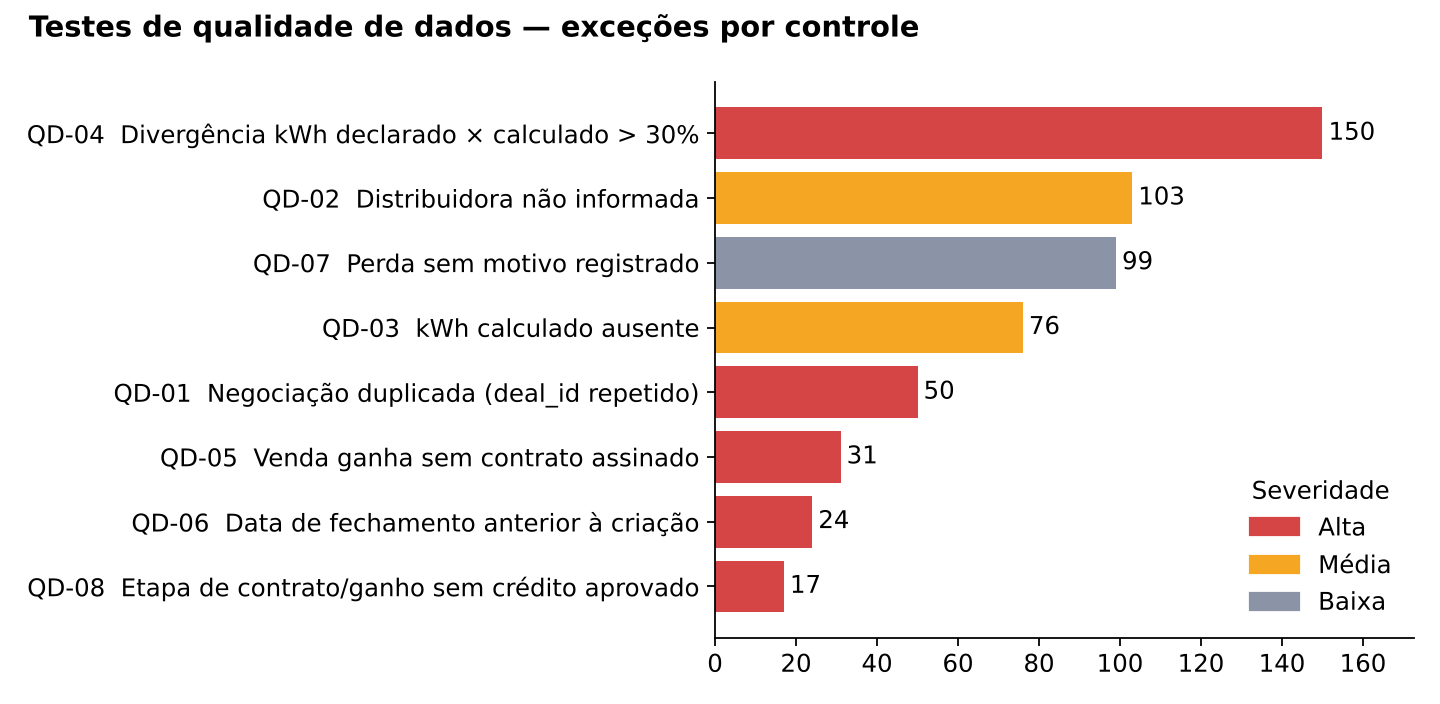 Testes de qualidade de dados — exceções por controle
QD-04  Divergência kWh declarado × calculado > 30%
150
QD-02  Distribuidora não informada
103
QD-07  Perda sem motivo registrado
99
QD-03  kWh calculado ausente
76
QD-01  Negociação duplicada (deal_id repetido)
50
QD-05  Venda ganha sem contrato assinado
31
QD-06  Data de fechamento anterior à criação
24
QD-08  Etapa de contrato/ganho sem crédito aprovado
17
Severidade
Alta
Média
Baixa
0 20 40 60 80 100 120 140 160